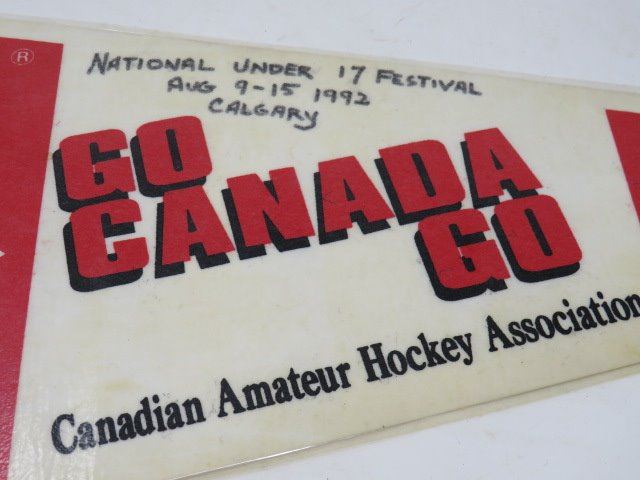 ®
NATIONAL UNDER 17 FESTIVAL
AUG 9-15 1992
CALGARY
GO
CANADA
GO
Canadian Amateur Hockey Association